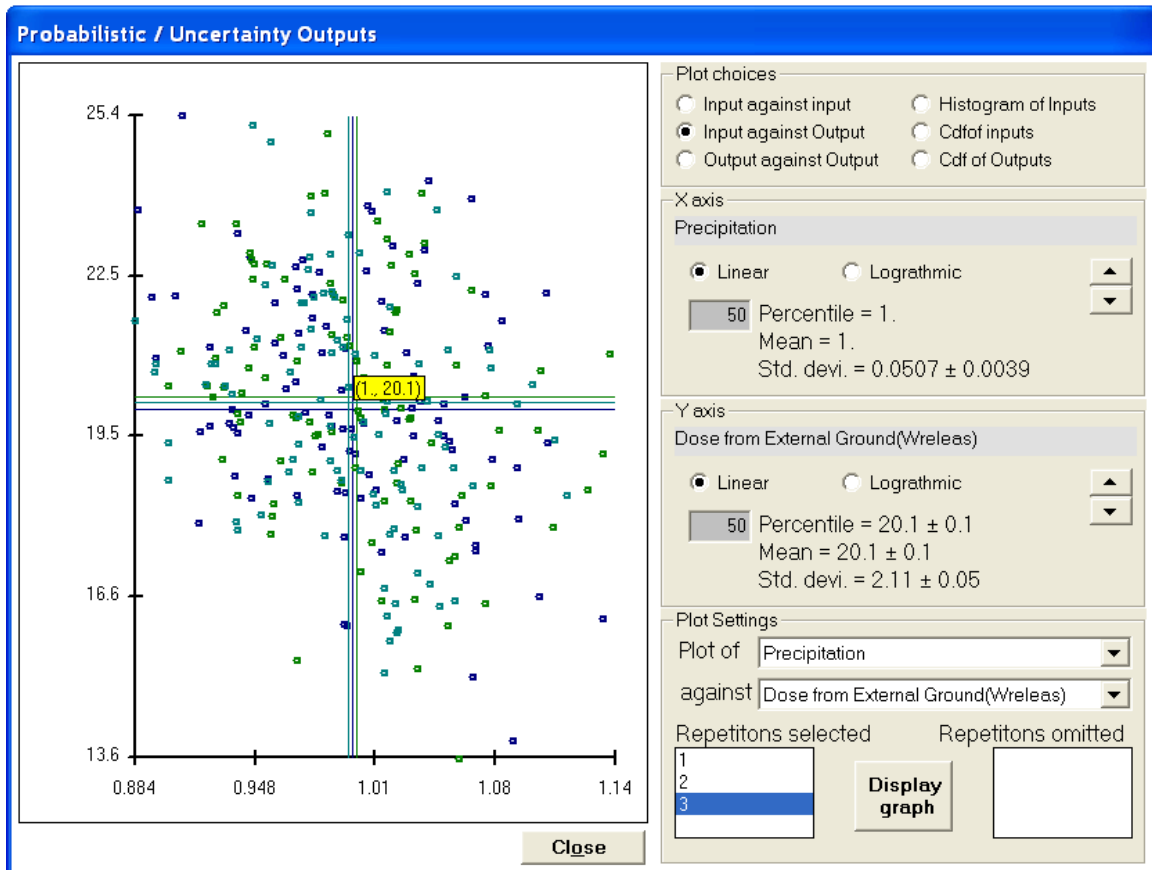 Probabilistic / Uncertainty Outputs
25.4
22.5
19.5
16.6
13.6
0.884
0.948
1.01
1.08
1.14
(1., 20.1)
Close
Plot choices
Input against input
Histogram of Inputs
Input against Output
Cdfof inputs
Output against Output
Cdf of Outputs
X axis
Precipitation
Linear
Lograthmic
50 Percentile = 1.
Mean = 1.
Std. devi. = 0.0507 ± 0.0039
Y axis
Dose from External Ground(Wreleas)
Linear
Lograthmic
50 Percentile = 20.1 ± 0.1
Mean = 20.1 ± 0.1
Std. devi. = 2.11 ± 0.05
Plot Settings
Plot of Precipitation
against Dose from External Ground(Wreleas)
Repetitons selected
Repetitons omitted
1
2
3
Display
graph